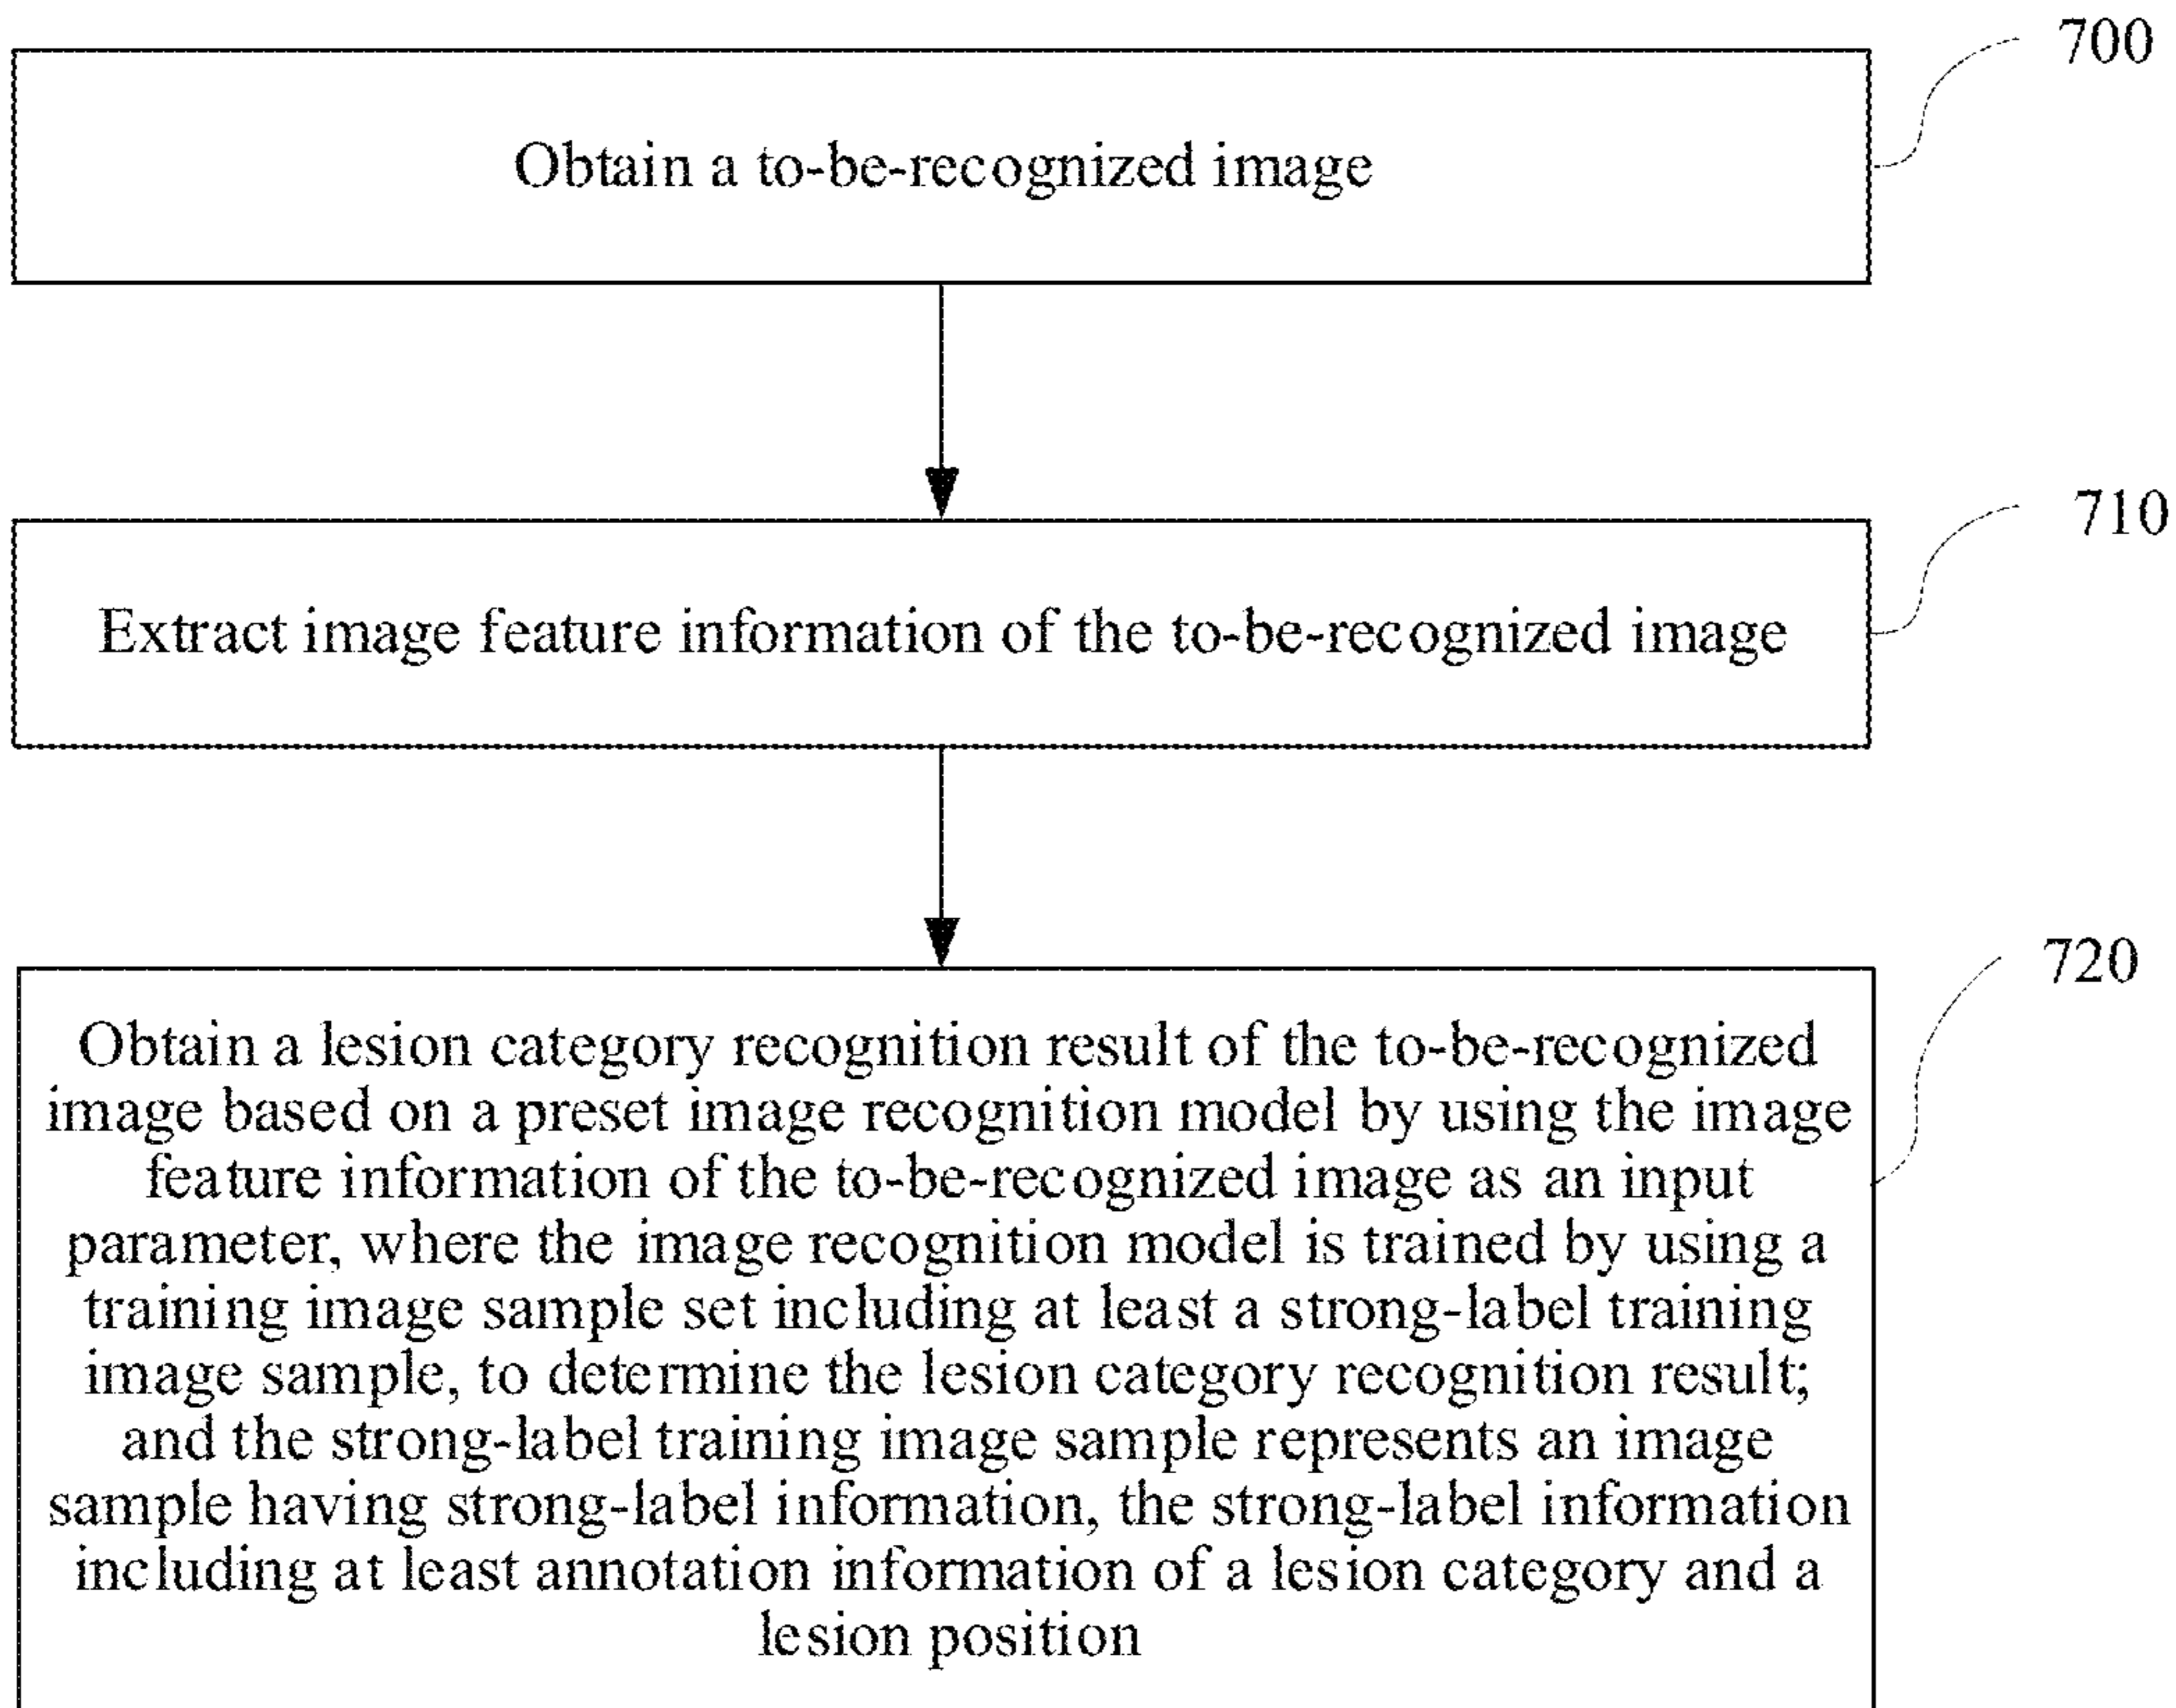 700
Obtain a to-be-recognized image
710
Extract image feature information of the to-be-recognized image
720
Obtain a lesion category recognition result of the to-be-recognized
image based on a preset image recognition model by using the image
feature information of the to-be-recognized image as an input
parameter, where the image recognition model is trained by using a
training image sample set including at least a strong-label training
image sample, to determine the lesion category recognition result;
and the strong-label training image sample represents an image
sample having strong-label information, the strong-label information
including at least annotation information of a lesion category and a
lesion position